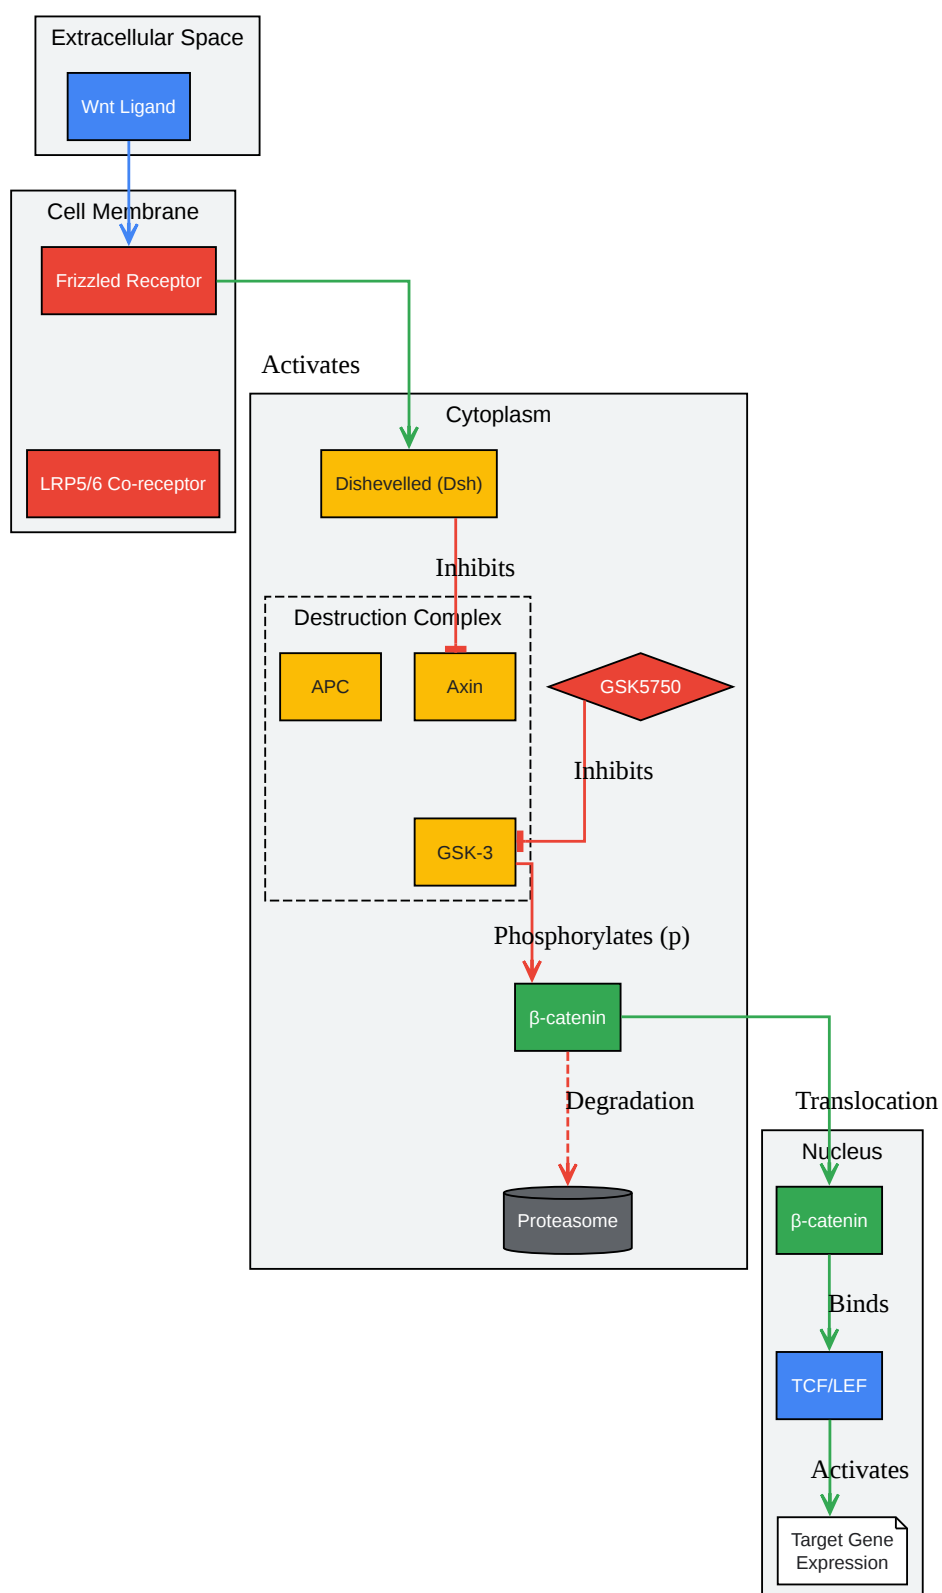 Extracellular Space
Wnt Ligand
Cell Membrane
Frizzled Receptor
Activates
LRP5/6 Co-receptor
Cytoplasm
Dishevelled (Dsh)
Inhibits
Destruction Complex
APC
Axin
GSK5750
Inhibits
GSK-3
Phosphorylates (p)
β-catenin
Degradation
Proteasome
Translocation
Nucleus
β-catenin
Binds
TCF/LEF
Activates
Target Gene
Expression